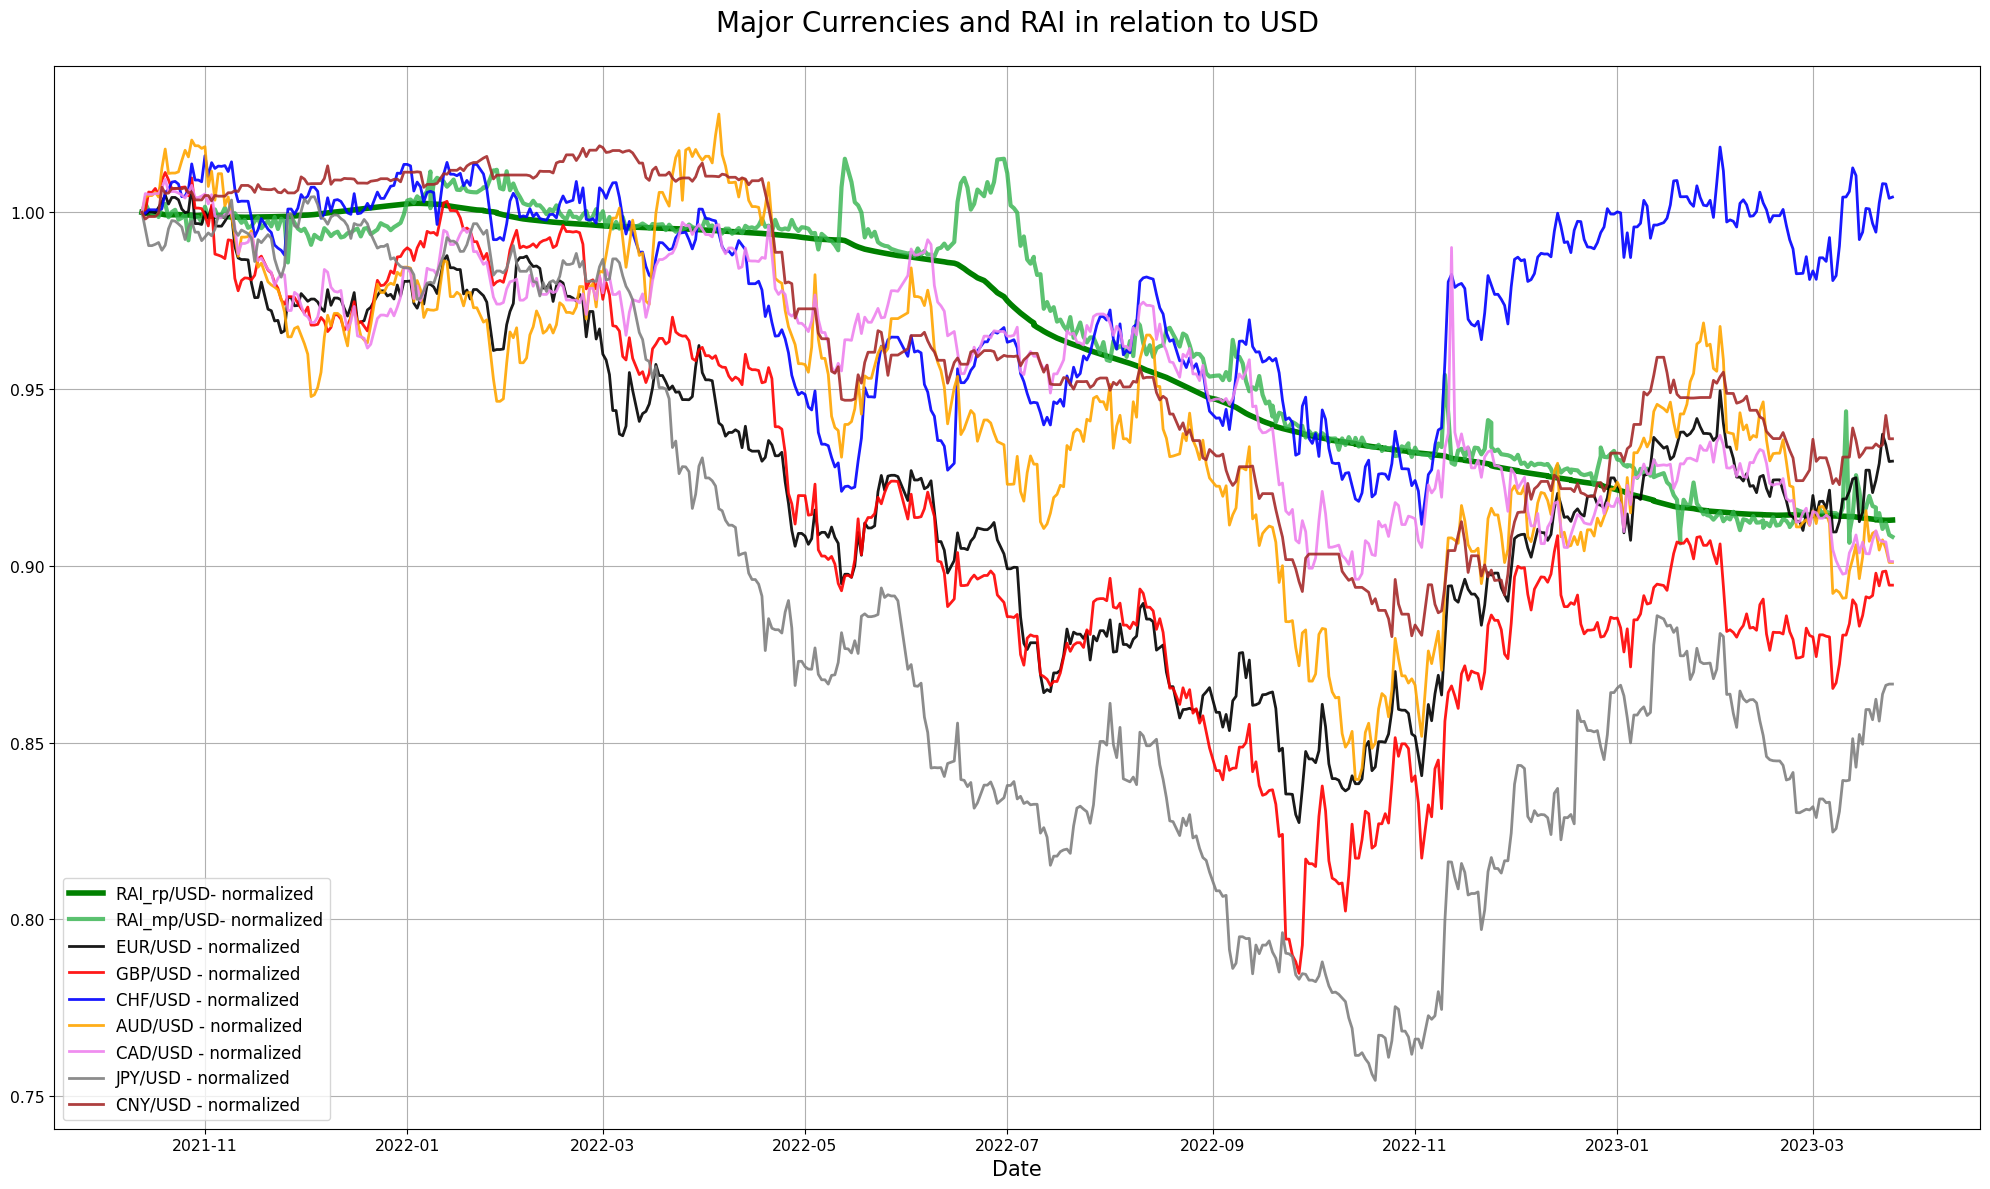 Major Currencies and RAI in relation to USD
1.00
0.95
0.90
0.85
0.80
0.75
RAI_rp/USD- normalized
RAI_mp/USD- normalized
EUR/USD - normalized
GBP/USD - normalized
CHF/USD - normalized
AUD/USD - normalized
CAD/USD - normalized
JPY/USD - normalized
CNY/USD - normalized
2021-11 2022-01 2022-03 2022-05 2022-07 2022-09 2022-11 2023-01 2023-03
Date